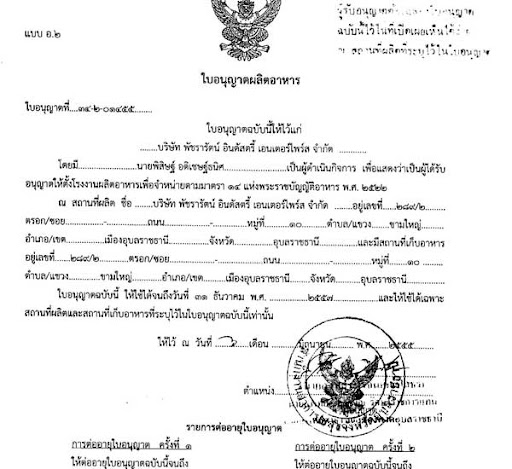 ผู้รับอนุญาต
แบบ อ.๒
ฉบับนี้ไว้ในที่เปิดเผยเห็นได้
ณ สถานที่ผลิตที่ระบุไว้ในใบอนุญาต
ใบอนุญาตผลิตอาหาร
ใบอนุญาตที่....๓๔-๒-๐๑๔๕๕........
ใบอนุญาตฉบับนี้ให้ไว้แก่
........บริษัท พัชรารัตน์ อินดัสตรี้ เอนเตอร์ไพร์ส จำกัด ............
โดยมี...............นายพิสิษฐ์ อดิเรชษฐ์ธนิศ...............เป็นผู้ดำเนินกิจการ เพื่อแสดงว่าเป็นผู้ได้รับ
อนุญาตให้ตั้งโรงงานผลิตอาหารเพื่อจำหน่ายตามมาตรา ๑๔ แห่งพระราชบัญญัติอาหาร พ.ศ. ๒๕๒๒
ณ สถานที่ผลิต ชื่อ ......บริษัท พัชรารัตน์ อินดัสตรี้ เอนเตอร์ไพร์ส จำกัด ........อยู่เลขที่......๒๘๙/๒.......
ตรอก/ซอย...........-...........ถนน............-............หมู่ที่......๑๐.......ตำบล/แขวง........ขามใหญ่........
อำเภอ/เขต..........เมืองอุบลราชธานี..........จังหวัด..........อุบลราชธานี..........และมีสถานที่เก็บอาหาร
อยู่เลขที่......๒๘๙/๒.......ตรอก/ซอย............-............ถนน............-............หมู่ที่......๑๐.......
ตำบล/แขวง........ขามใหญ่........อำเภอ/เขต......เมืองอุบลราชธานี......จังหวัด......อุบลราชธานี......
ใบอนุญาตฉบับนี้ ให้ใช้ได้จนถึงวันที่ ๓๑ ธันวาคม พ.ศ. ........๒๕๕๗........และให้ใช้ได้เฉพาะ
สถานที่ผลิตและสถานที่เก็บอาหารที่ระบุไว้ในใบอนุญาตฉบับนี้เท่านั้น
ให้ไว้ ณ วันที่ ........เดือน ........มิถุนายน........ พ.ศ. ........๒๕๕๕........
ตำแหน่ง
รายการต่ออายุใบอนุญาต
การต่ออายุใบอนุญาต ครั้งที่ ๑
การต่ออายุใบอนุญาต ครั้งที่ ๒
ให้ต่ออายุใบอนุญาตฉบับนี้จนถึง
ให้ต่ออายุใบอนุญาตฉบับนี้จนถึง